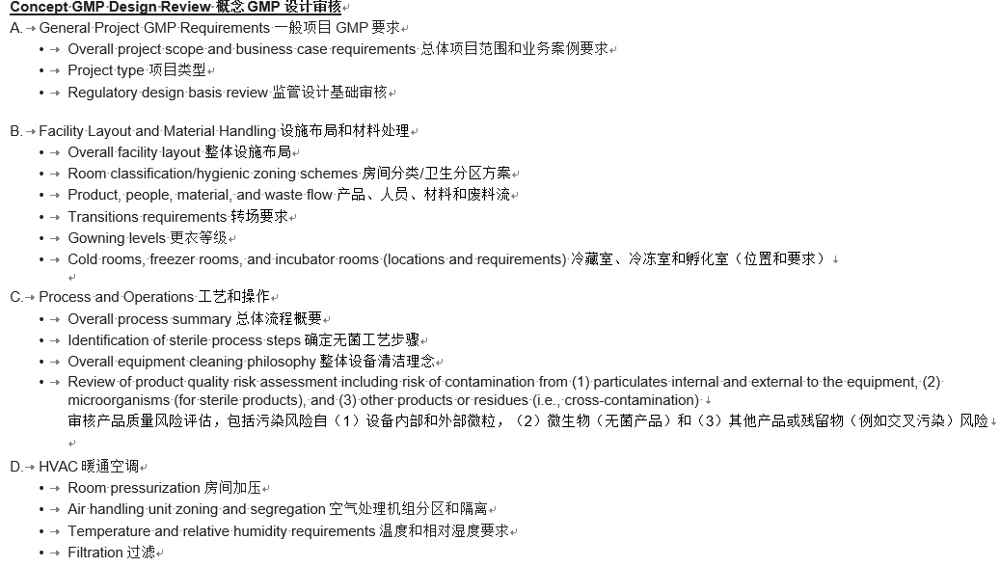 Concept GMP Design Review 概念 GMP 设计审核
A. General Project GMP Requirements 一般项目 GMP 要求
• Overall project scope and business case requirements 总体项目范围和业务案例要求
• Project type 项目类型
• Regulatory design basis review 监管设计基础审核
B. Facility Layout and Material Handling 设施布局和材料处理
• Overall facility layout 整体设施布局
• Room classification/hygienic zoning schemes 房间分类/卫生分区方案
• Product, people, material, and waste flow 产品、人员、材料和废料流
• Transitions requirements 转场要求
• Gowning levels 更衣等级
• Cold rooms, freezer rooms, and incubator rooms (locations and requirements) 冷藏室、冷冻室和孵化室（位置和要求）
C. Process and Operations 工艺和操作
• Overall process summary 总体流程概要
• Identification of sterile process steps 确定无菌工艺步骤
• Overall equipment cleaning philosophy 整体设备清洁理念
• Review of product quality risk assessment including risk of contamination from (1) particulates internal and external to the equipment, (2)
microorganisms (for sterile products), and (3) other products or residues (i.e., cross-contamination)
审核产品质量风险评估，包括污染风险自（1）设备内部和外部微粒，（2）微生物（无菌产品）和（3）其他产品或残留物（例如交叉污染）风险
D. HVAC 暖通空调
• Room pressurization 房间加压
• Air handling unit zoning and segregation 空气处理机组分区和隔离
• Temperature and relative humidity requirements 温度和相对湿度要求
• Filtration 过滤